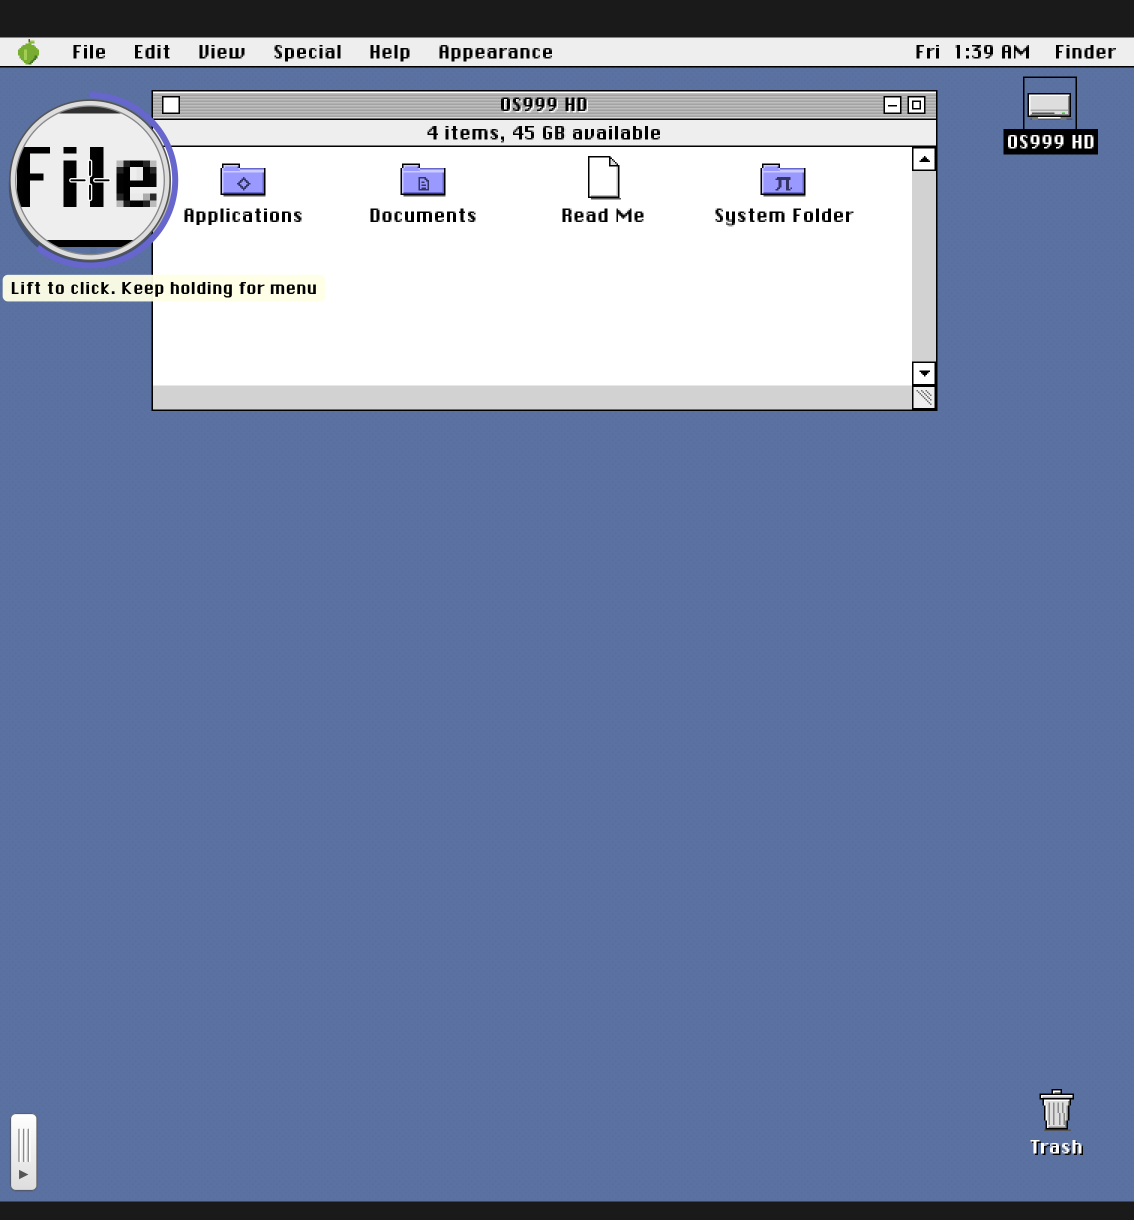 File Edit View Special Help Appearance Fri 1:39 AM Finder
OS999 HD
4 items, 45 GB available
OS999 HD
File
Applications Documents Read Me System Folder
Lift to click. Keep holding for menu
Trash